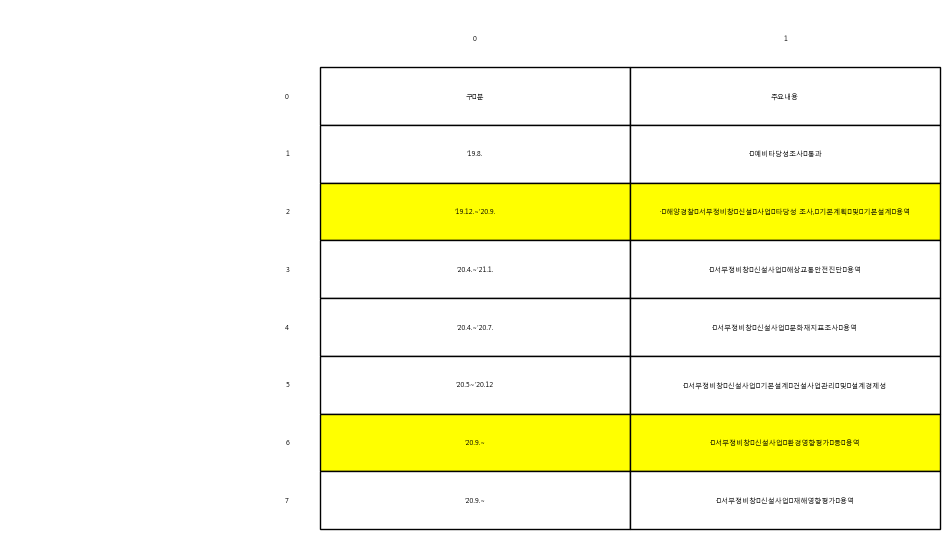 0 1
0 구□분 주요내용
1 '19.8. ·□예비타당성조사□통과
2 '19.12.~'20.9. ·□해양경찰□서부정비창□신설□사업□타당성 조사,□기본계획□및□기본설계□용역
3 '20.4.~'21.1. ·□서부정비창□신설사업□해상교통안전진단□용역
4 '20.4.~'20.7. ·□서부정비창□신설사업□문화재지표조사□용역
5 '20.5~'20.12 ·□서부정비창□신설사업□기본설계□건설사업관리□및□설계경제성
6 '20.9.~ ·□서부정비창□신설사업□환경영향평가□등□용역
7 '20.9.~ ·□서부정비창□신설사업□재해영향평가□용역